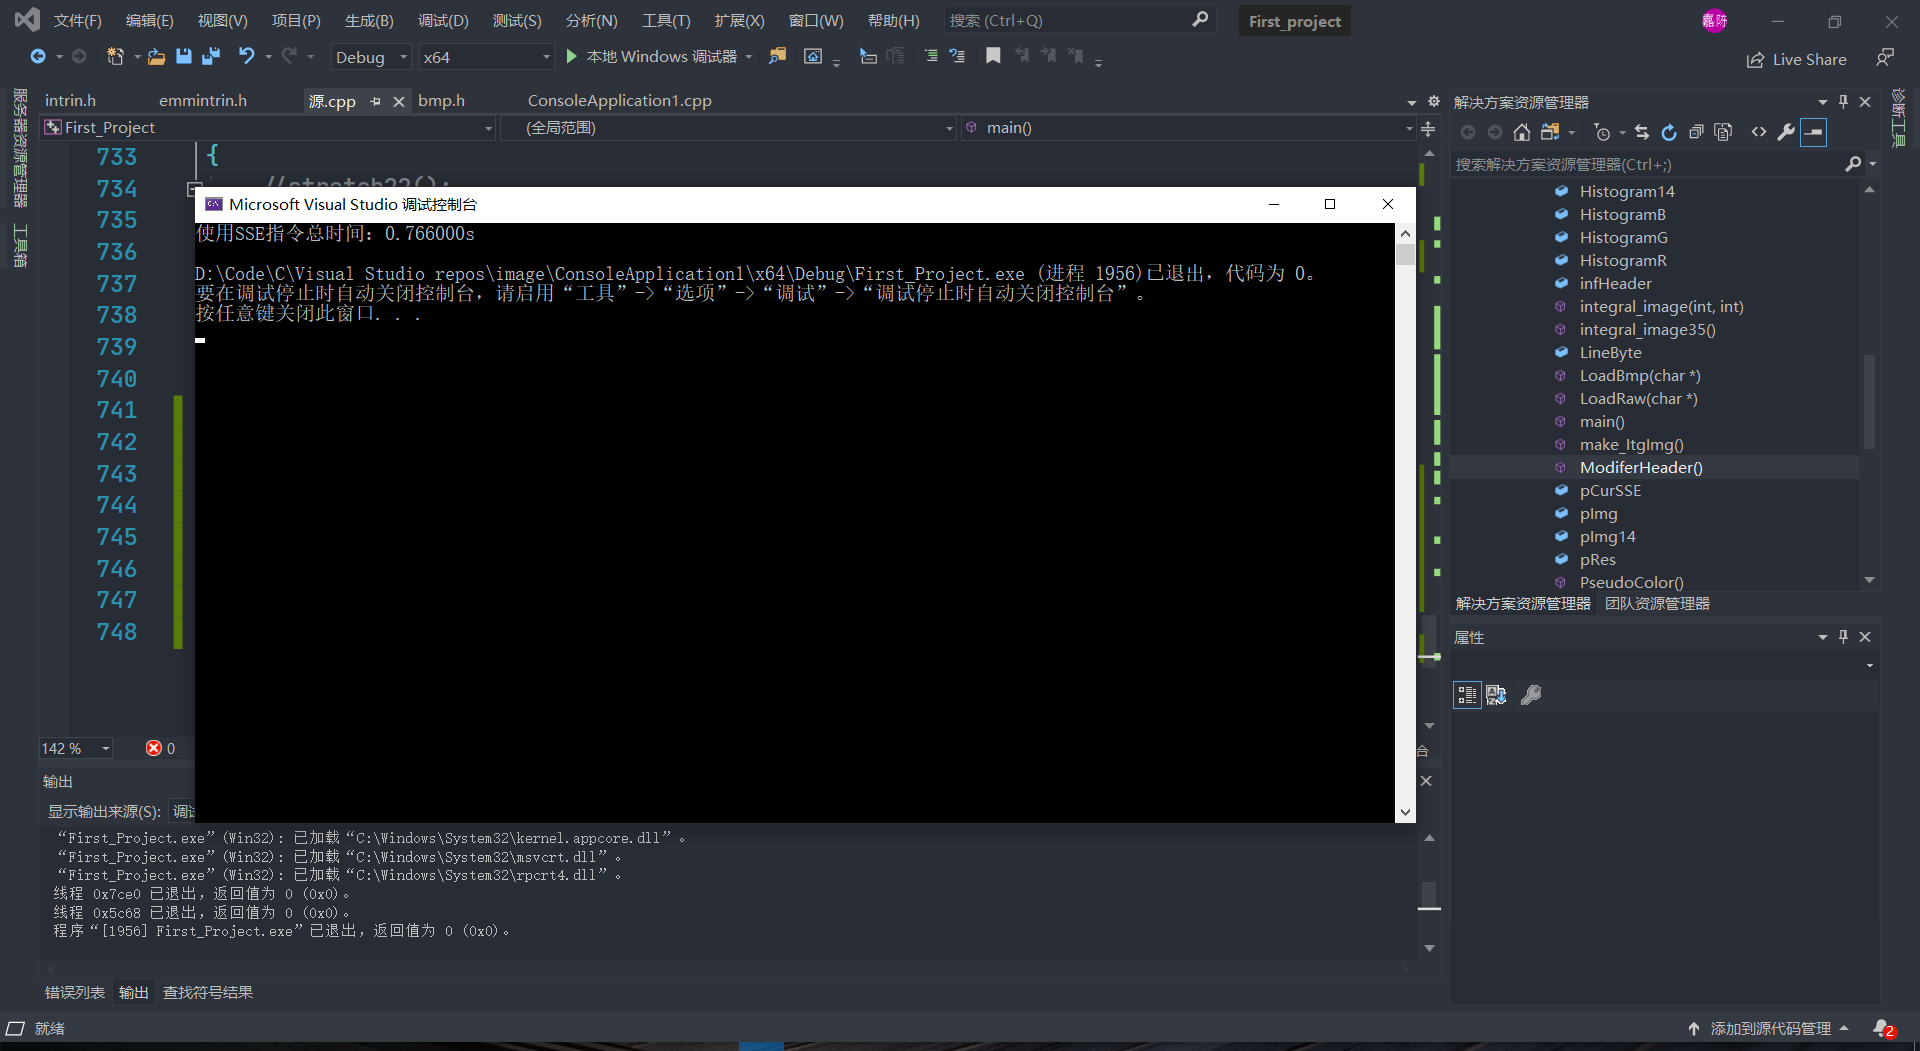 文件(F) 编辑(E) 视图(V) 项目(P) 生成(B) 调试(D) 测试(S) 分析(N) 工具(T) 扩展(X) 窗口(W) 帮助(H) 搜索 (Ctrl+Q) First_project 嘉陈
Debug x64 本地 Windows 调试器 Live Share
服务器资源管理器
工具箱
intrin.h emmintrin.h 源.cpp bmp.h ConsoleApplication1.cpp
First_Project (全局范围) main()
733 {
734 //stretch22();
735
736
737
738
739
740
741
742
743
744
745
746
747
748
Microsoft Visual Studio 调试控制台
使用SSE指令总时间: 0.766000s
D:\Code\C\Visual Studio repos\image\ConsoleApplication1\x64\Debug\First_Project.exe (进程 1956)已退出，代码为 0。
要在调试停止时自动关闭控制台，请启用“工具”->“选项”->“调试”->“调试停止时自动关闭控制台”。
按任意键关闭此窗口. . .
142 % 0
输出
显示输出来源(S): 调试
“First_Project.exe”(Win32): 已加载“C:\Windows\System32\kernel.appcore.dll”。
“First_Project.exe”(Win32): 已加载“C:\Windows\System32\msvcrt.dll”。
“First_Project.exe”(Win32): 已加载“C:\Windows\System32\rpcrt4.dll”。
线程 0x7ce0 已退出，返回值为 0 (0x0)。
线程 0x5c68 已退出，返回值为 0 (0x0)。
程序“[1956] First_Project.exe”已退出，返回值为 0 (0x0)。
错误列表 输出 查找符号结果
解决方案资源管理器
搜索解决方案资源管理器(Ctrl+;)
Histogram14
HistogramB
HistogramG
HistogramR
infHeader
integral_image(int, int)
integral_image35()
LineByte
LoadBmp(char *)
LoadRaw(char *)
main()
make_ItgImg()
ModiferHeader()
pCurSSE
pImg
pImg14
pRes
PseudoColor()
解决方案资源管理器 团队资源管理器
属性
诊断工具
就绪 添加到源代码管理 2